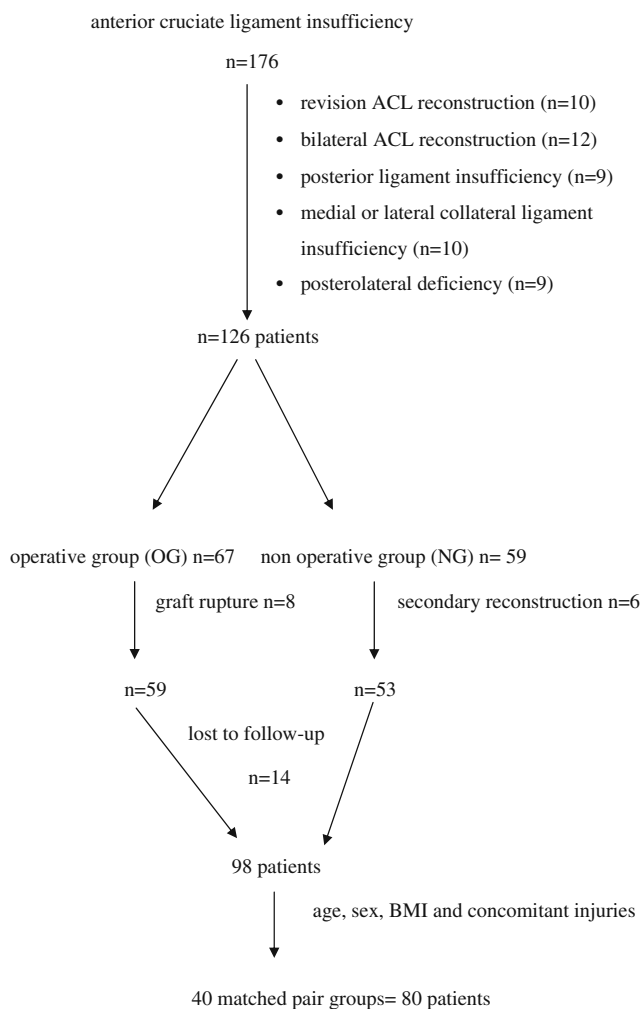 anterior cruciate ligament insufficiency
n=176
• revision ACL reconstruction (n=10)
• bilateral ACL reconstruction (n=12)
• posterior ligament insufficiency (n=9)
• medial or lateral collateral ligament
insufficiency (n=10)
• posterolateral deficiency (n=9)
n=126 patients
operative group (OG) n=67
non operative group (NG) n= 59
graft rupture n=8
secondary reconstruction n=6
n=59
n=53
lost to follow-up
n=14
98 patients
age, sex, BMI and concomitant injuries
40 matched pair groups= 80 patients